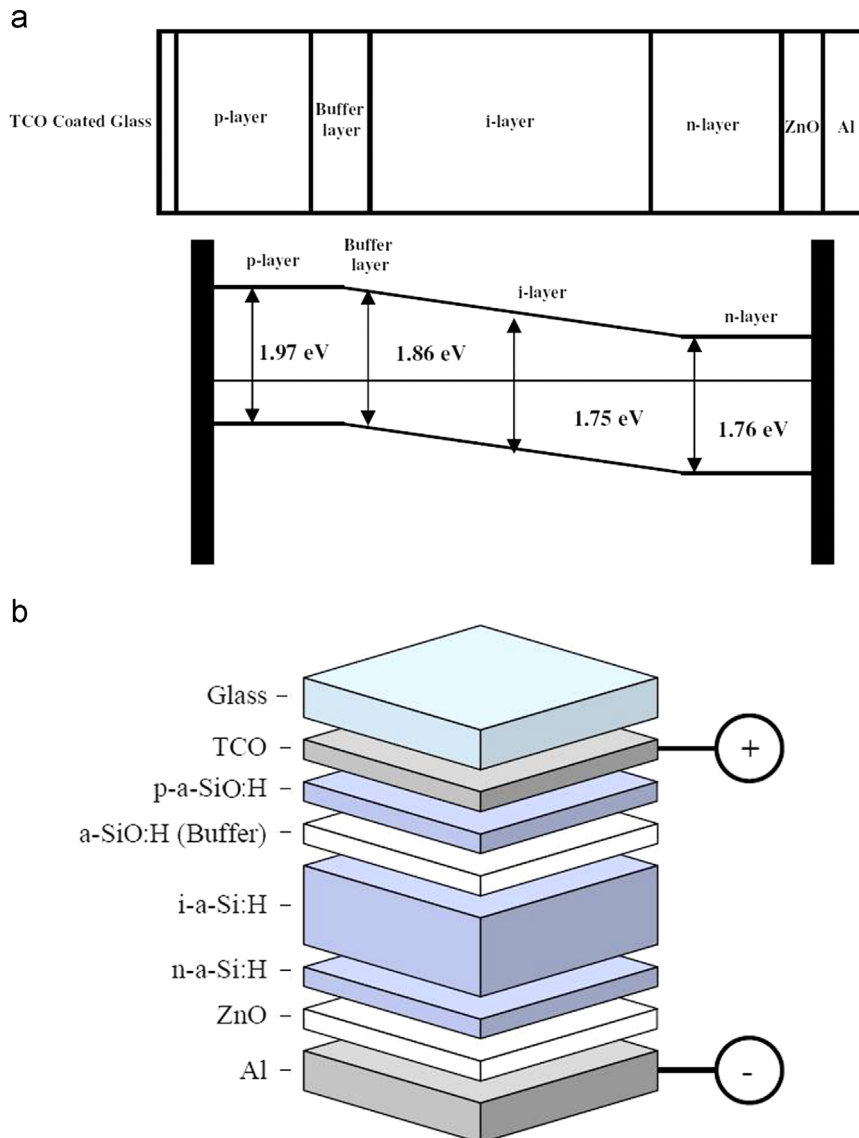 a
TCO Coated Glass
p-layer
Buffer
layer
i-layer
n-layer
ZnO
Al
p-layer
Buffer
layer
i-layer
n-layer
1.97 eV
1.86 eV
1.75 eV
1.76 eV
b
Glass
TCO
+
p-a-SiO:H
a-SiO:H (Buffer)
i-a-Si:H
n-a-Si:H
ZnO
Al
-